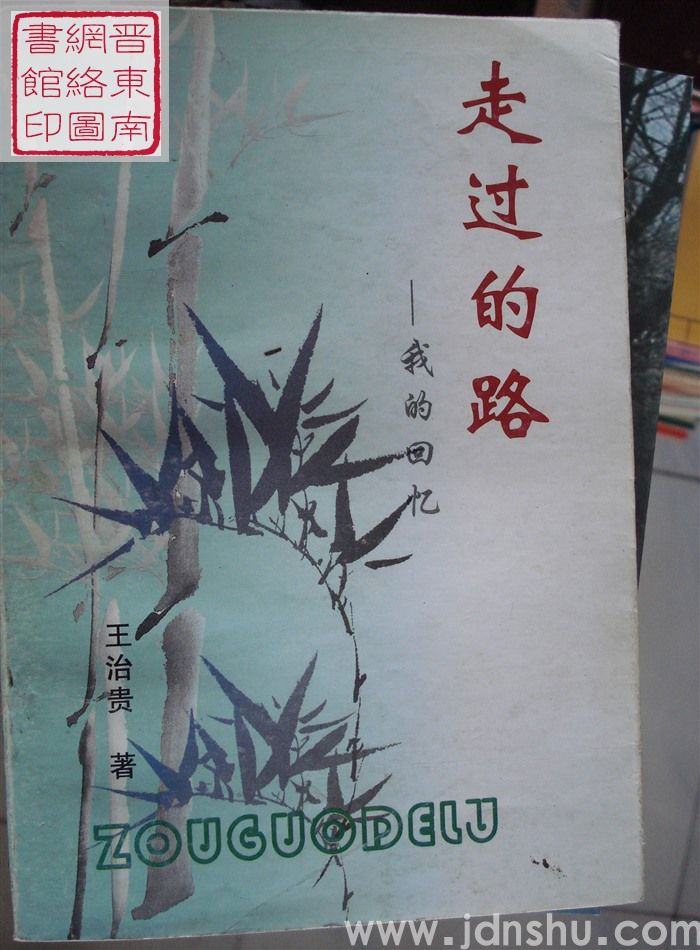 晋東南
網絡圖
書館印
走过的路
——我的回忆
王治贵 著
ZOUGUODELU
www.jdnshu.com